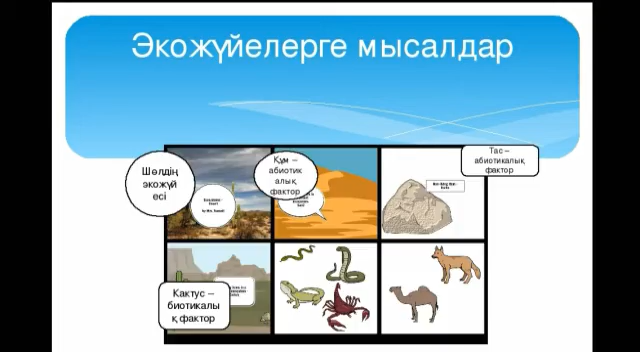 Экожүйелерге мысалдар
Шөлдің
экожүй
есі
Құм –
абиотик
алық
фактор
Тас –
абиотикалық
фактор
Кактус –
биотикалы
қ фактор